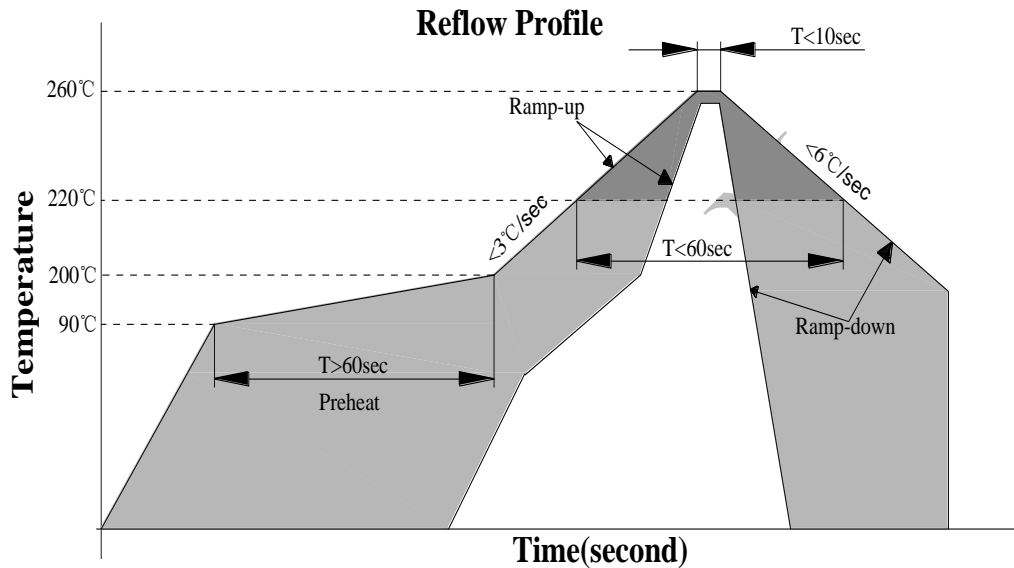 Reflow Profile
T<10sec
260℃
Ramp-up
<6℃/sec
220℃
<3℃/sec
T<60sec
200℃
Ramp-down
90℃
T>60sec
Preheat
Temperature
Time(second)